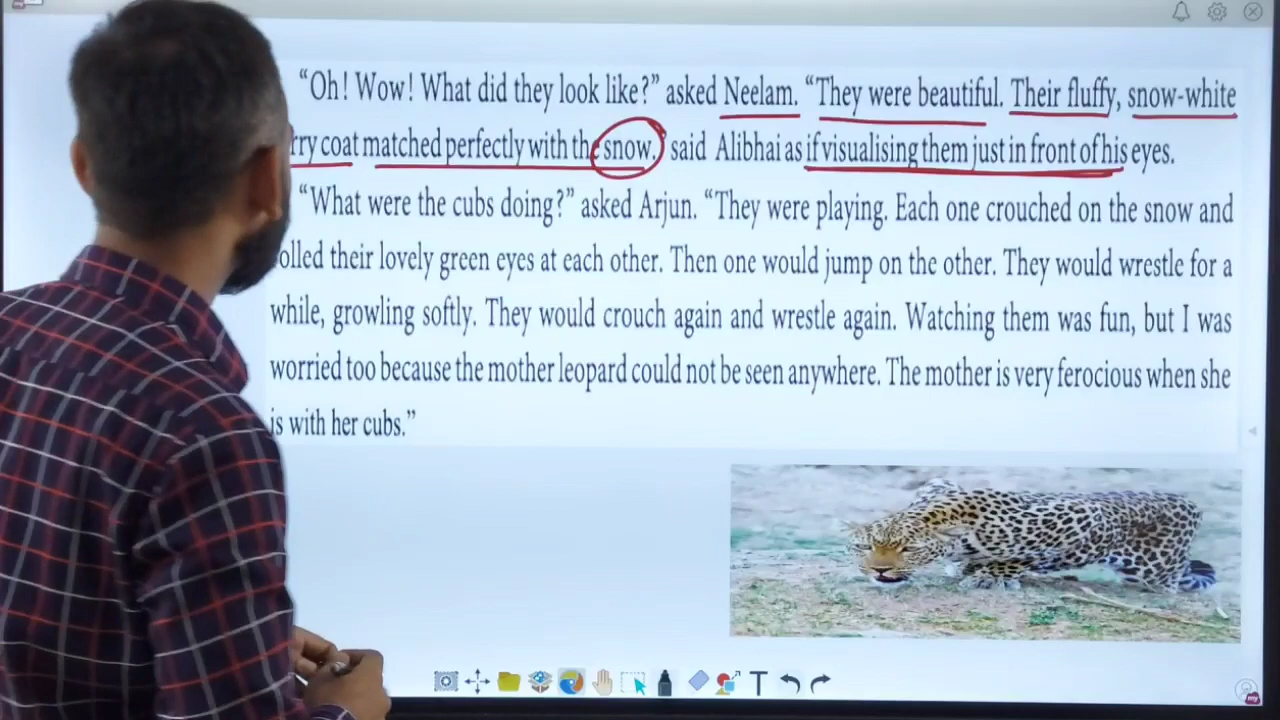 “Oh! Wow! What did they look like?” asked Neelam. “They were beautiful. Their fluffy, snow-white
rry coat matched perfectly with the snow.” said Alibhai as if visualising them just in front of his eyes.
“What were the cubs doing?” asked Arjun. “They were playing. Each one crouched on the snow and
olled their lovely green eyes at each other. Then one would jump on the other. They would wrestle for a
while, growling softly. They would crouch again and wrestle again. Watching them was fun, but I was
worried too because the mother leopard could not be seen anywhere. The mother is very ferocious when she
is with her cubs.”
T
my